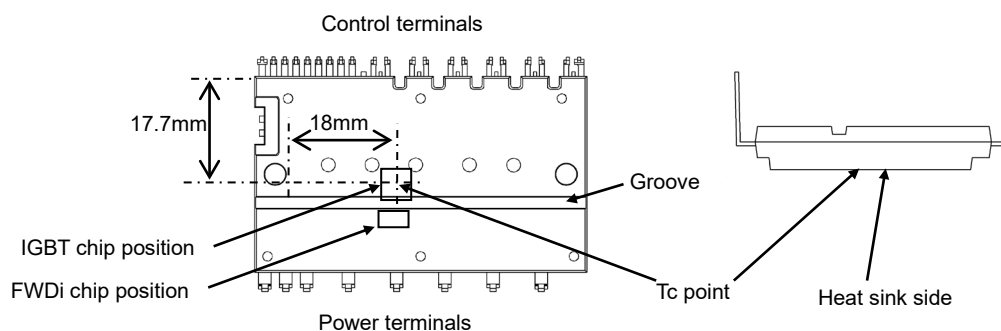 Control terminals
17.7mm
18mm
Groove
IGBT chip position
FWDi chip position
Tc point
Heat sink side
Power terminals